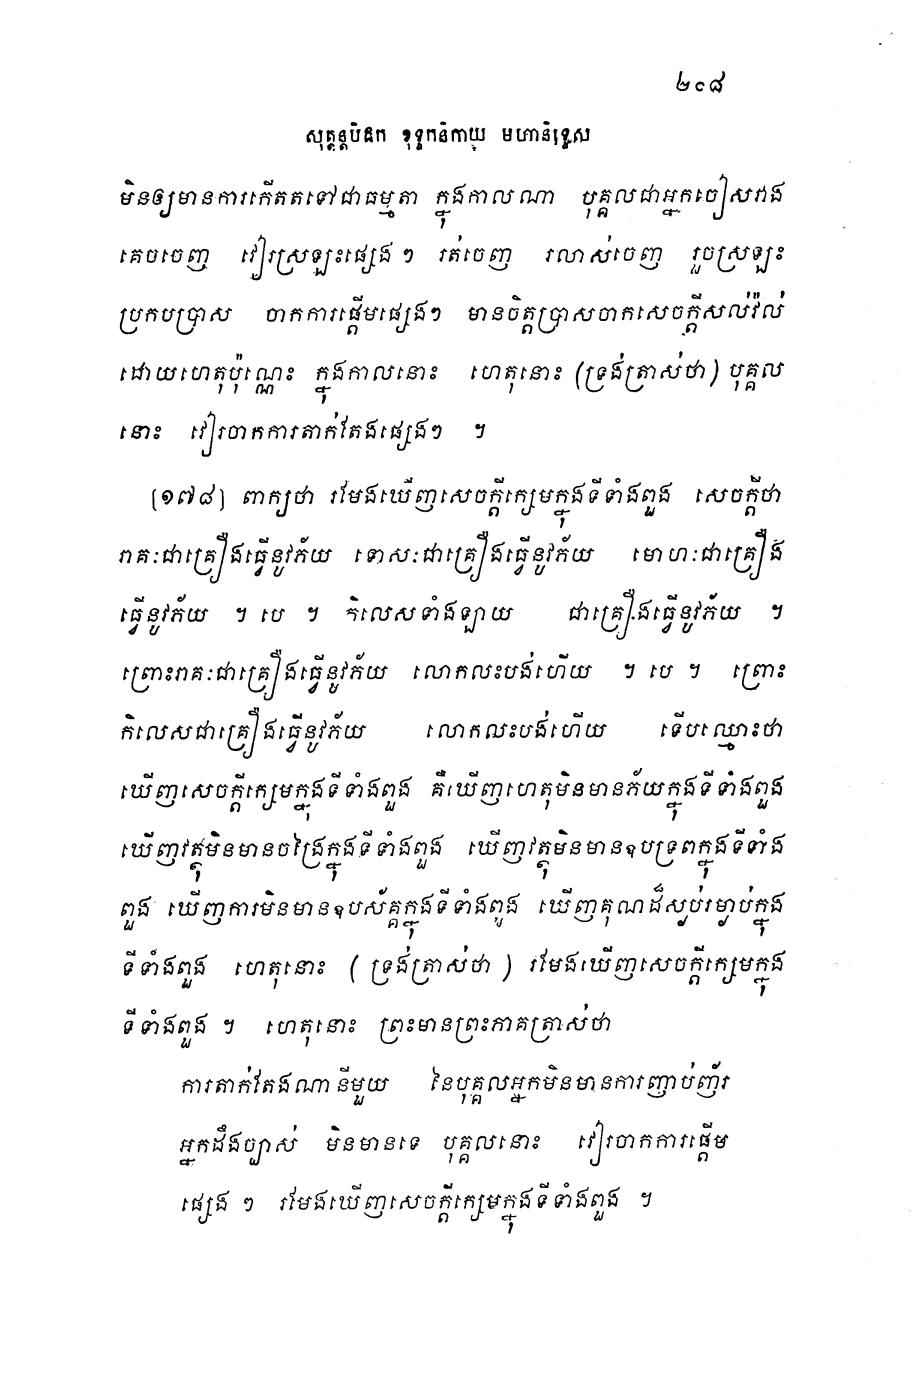 ២០៨
សុត្តន្តបិដក ខុទ្ទកនិកាយ មហានិទ្ទេស
មិនឲ្យមានការកើតតទៅជាធម្មតា ក្នុងកាលណា បុគ្គលជាអ្នកចៀសវាង
គេចចេញ វៀរស្រឡះផ្សេង ៗ រត់ចេញ រលាស់ចេញ រួចស្រឡះ
ប្រកបប្រាស ចាកការផ្តើមផ្សេងៗ មានចិត្តប្រាសចាកសេចក្តីសល់វ៉ល់
ដោយហេតុប៉ុណ្ណេះ ក្នុងកាលនោះ ហេតុនោះ (ទ្រង់ត្រាស់ថា) បុគ្គល
នោះ វៀរចាកការតាក់តែងផ្សេងៗ ។
(១៧៨) ពាក្យថា រមែងឃើញសេចក្តីក្សេមក្នុងទីទាំងពួង សេចក្តីថា
រាគៈជាគ្រឿងធ្វើនូវភ័យ ទោសៈជាគ្រឿងធ្វើនូវភ័យ មោហៈជាគ្រឿង
ធ្វើនូវភ័យ ។ បេ ។ កិលេសទាំងឡាយ ជាគ្រឿងធ្វើនូវភ័យ ។
ព្រោះរាគៈជាគ្រឿងធ្វើនូវភ័យ លោកលះបង់ហើយ ។ បេ ។ ព្រោះ
កិលេសជាគ្រឿងធ្វើនូវភ័យ លោកលះបង់ហើយ ទើបឈ្មោះថា
ឃើញសេចក្តីក្សេមក្នុងទីទាំងពួង គឺឃើញហេតុមិនមានភ័យក្នុងទីទាំងពួង
ឃើញវត្ថុមិនមានចង្រៃក្នុងទីទាំងពួង ឃើញវត្ថុមិនមានឧបទ្រពក្នុងទីទាំង
ពួង ឃើញការមិនមានឧបស័គ្គក្នុងទីទាំងពួង ឃើញគុណដ៏ស្ងប់រម្ងាប់ក្នុង
ទីទាំងពួង ហេតុនោះ ( ទ្រង់ត្រាស់ថា ) រមែងឃើញសេចក្តីក្សេមក្នុង
ទីទាំងពួង ។ ហេតុនោះ ព្រះមានព្រះភាគត្រាស់ថា
ការតាក់តែងណានីមួយ នៃបុគ្គលអ្នកមិនមានការញាប់ញ័រ
អ្នកដឹងច្បាស់ មិនមានទេ បុគ្គលនោះ វៀរចាកការផ្តើម
ផ្សេង ៗ រមែងឃើញសេចក្តីក្សេមក្នុងទីទាំងពួង ។